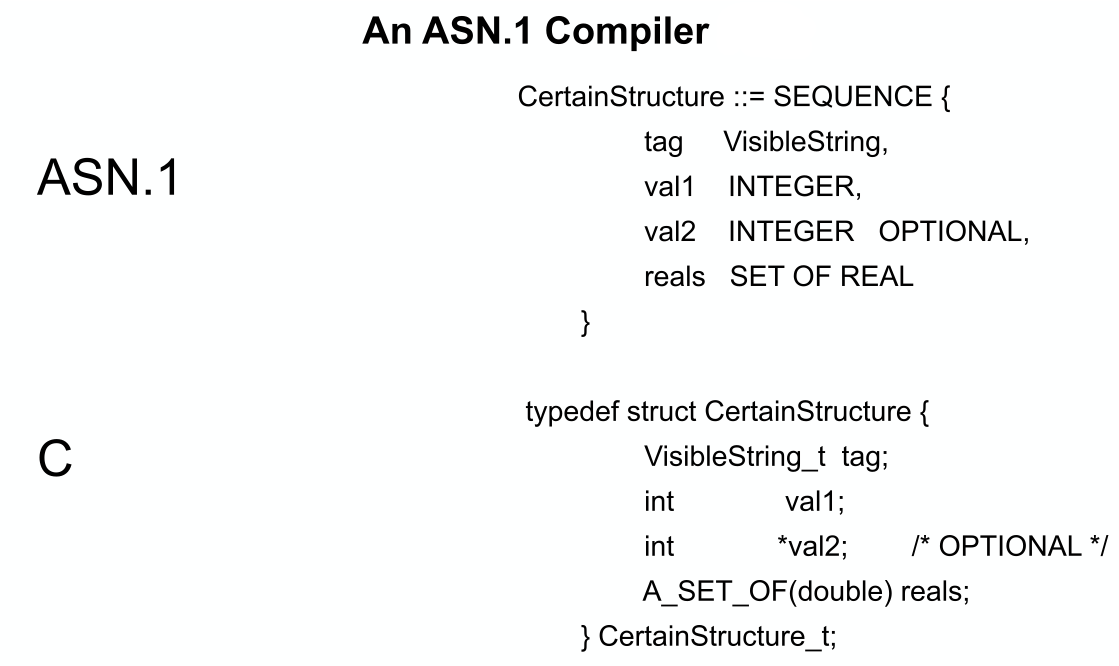 An ASN.1 Compiler
ASN.1
CertainStructure ::= SEQUENCE {
tag VisibleString,
val1 INTEGER,
val2 INTEGER OPTIONAL,
reals SET OF REAL
}
C
typedef struct CertainStructure {
VisibleString_t tag;
int val1;
int *val2; /* OPTIONAL */
A_SET_OF(double) reals;
} CertainStructure_t;